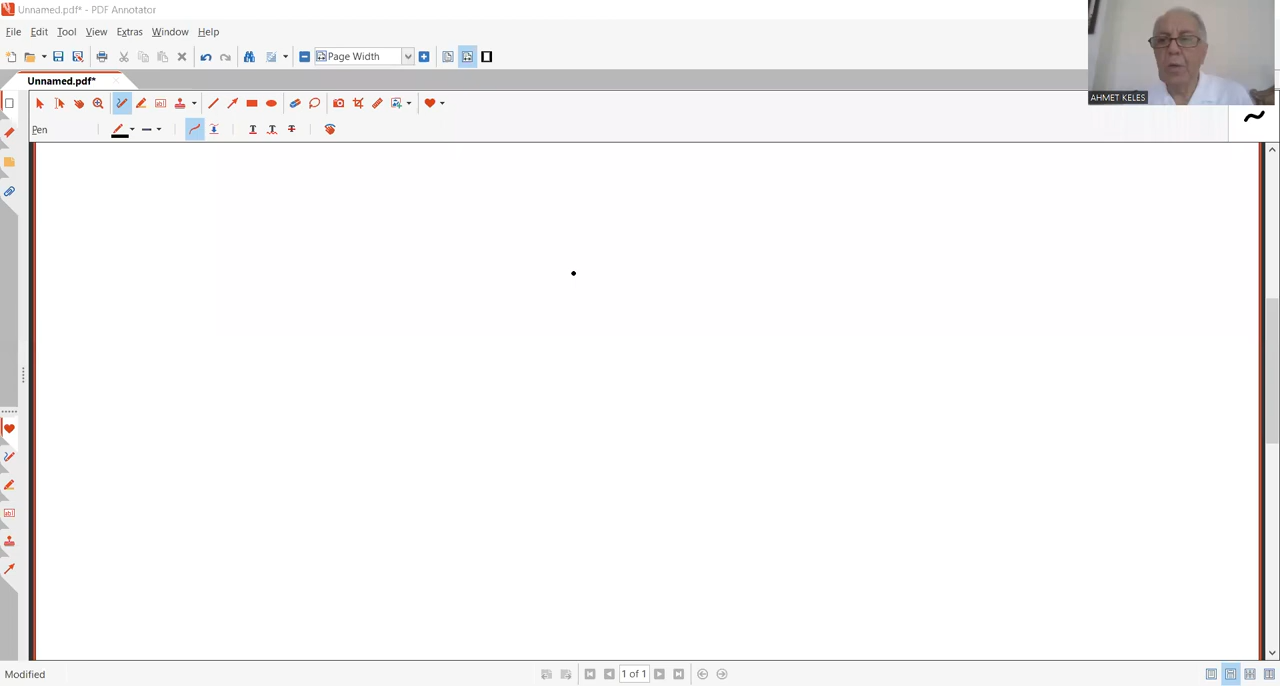 Unnamed.pdf* - PDF Annotator
File Edit Tool View Extras Window Help
Page Width
Unnamed.pdf*
Pen
AHMET KELES
Modified
1 of 1